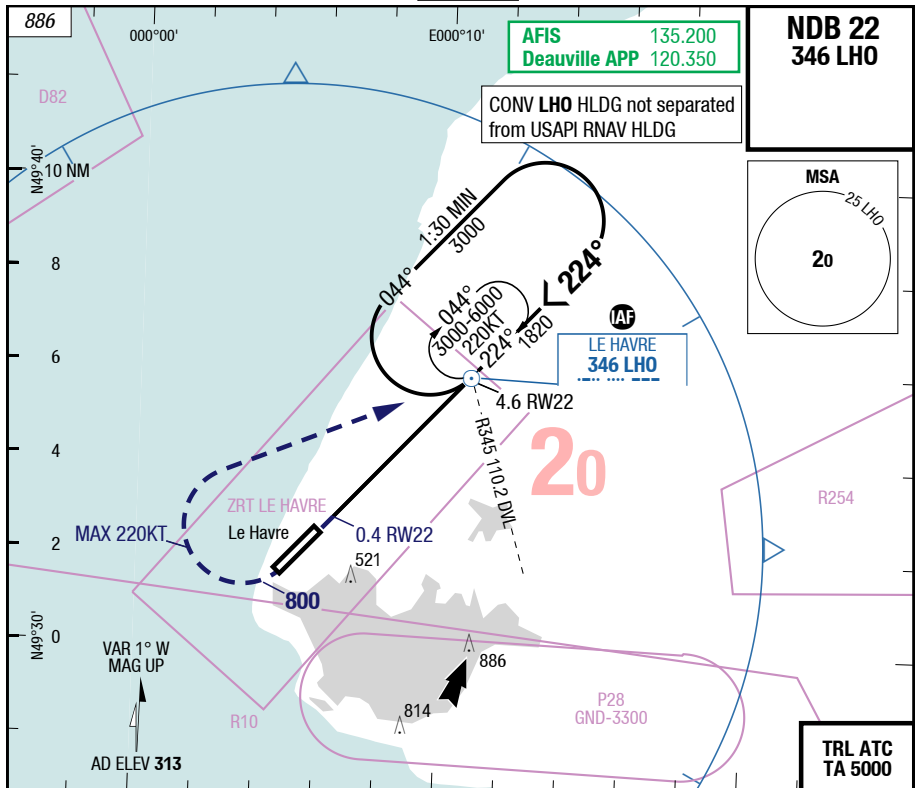 886
000°00'
E000°10'
AFIS 135.200
Deauville APP 120.350
NDB 22
346 LHO
CONV LHO HLDG not separated
from USAPI RNAV HLDG
D82
N49°40'
10 NM
MSA
25 LHO
20
1:30 MIN
3000
8
044°
044°
3000-6000
220KT
224°
224°
1820
IAF
LE HAVRE
346 LHO
6
4.6 RW22
4
R345 110.2 DVL
20
ZRT LE HAVRE
R254
MAX 220KT
Le Havre
0.4 RW22
2
521
800
N49°30'
0
VAR 1° W
MAG UP
886
P28
GND-3300
814
R10
AD ELEV 313
TRL ATC
TA 5000